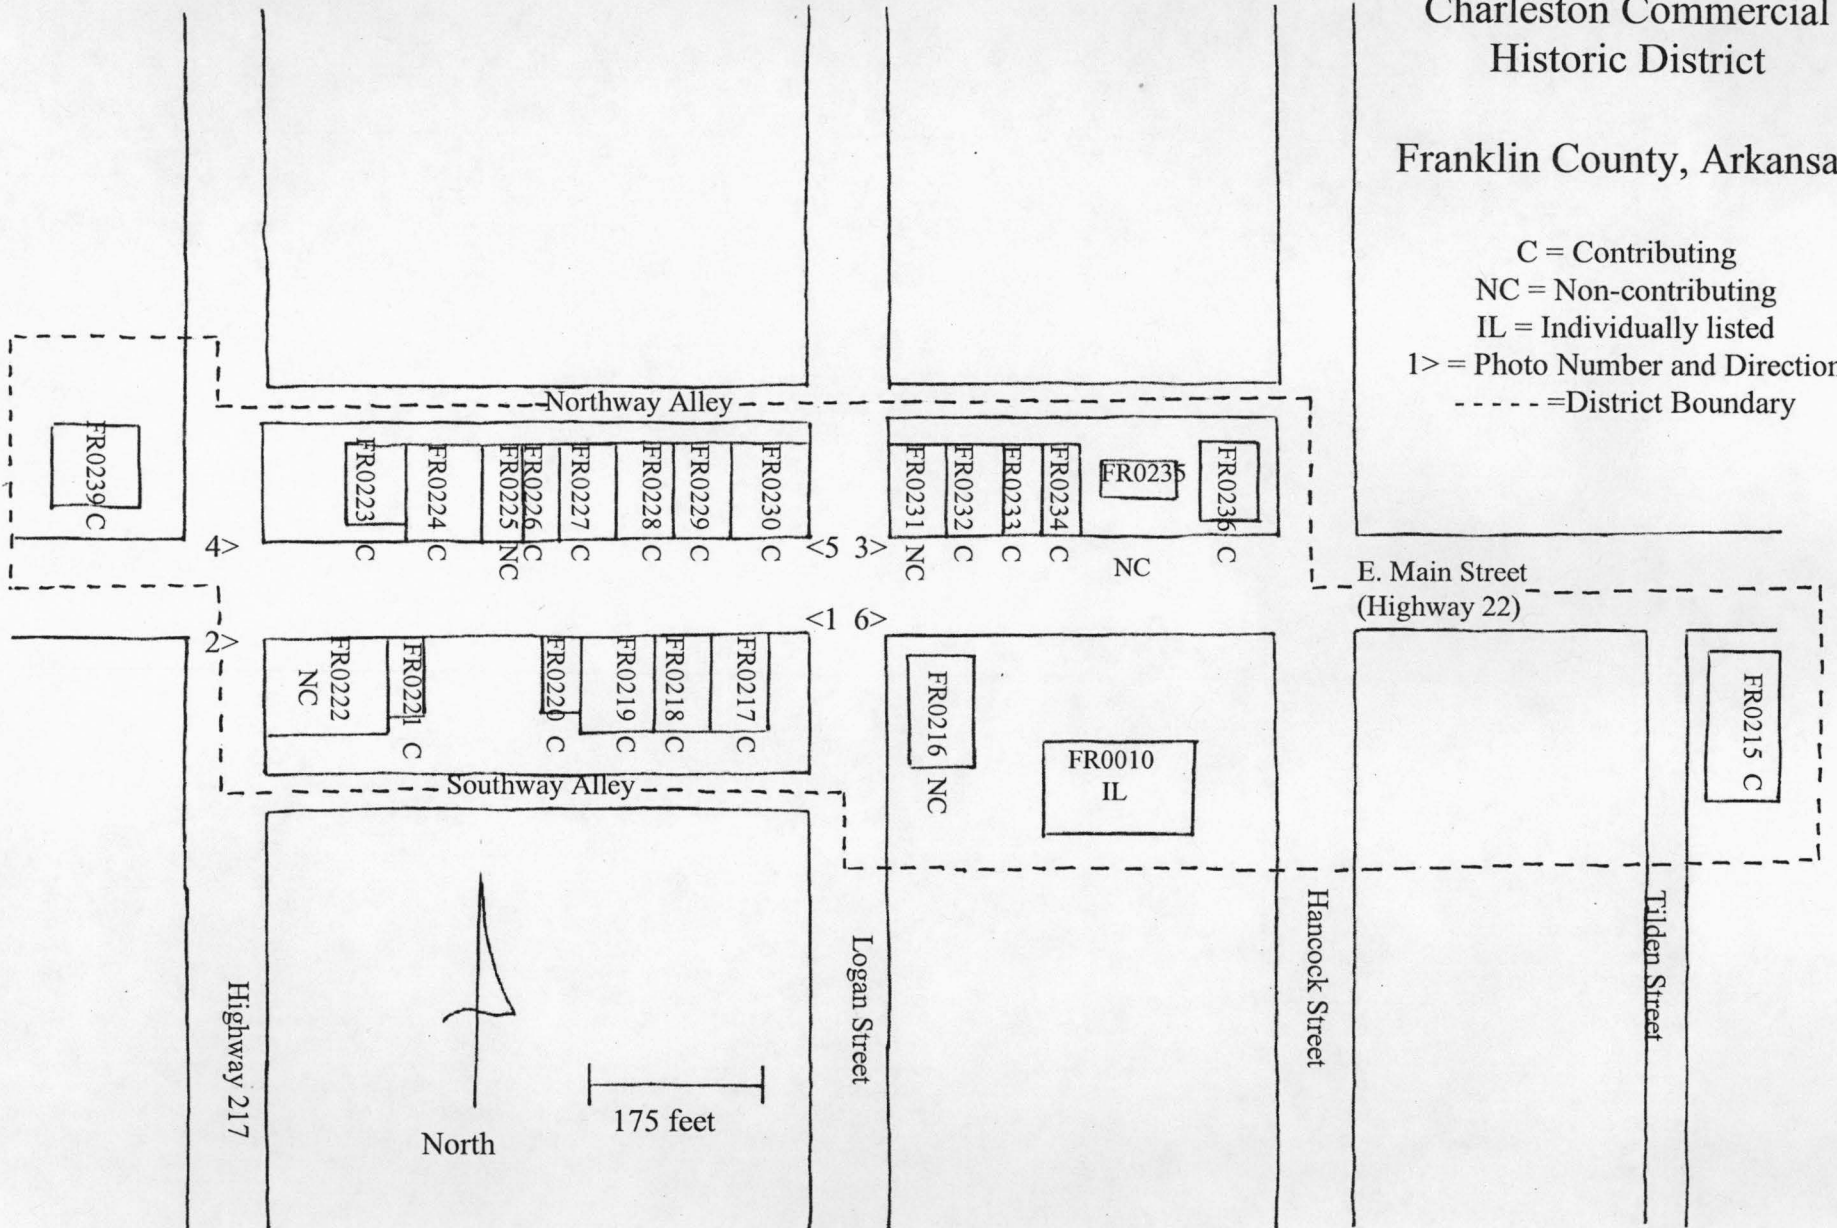 Charleston Commercial
Historic District
Franklin County, Arkansa
C = Contributing
NC = Non-contributing
IL = Individually listed
1> = Photo Number and Direction
- - - - - =District Boundary
Northway Alley
FR0239 C
FR0223 C
FR0224 C
FR0225 NC
FR0226 C
FR0227 C
FR0228 C
FR0229 C
FR0230 C
FR0231 NC
FR0232 C
FR0233 C
FR0234 C
FR0235
NC
FR0236 C
4>
<5 3>
E. Main Street
(Highway 22)
<1 6>
2>
FR0222
NC
FR0221 C
FR0220 C
FR0219 C
FR0218 C
FR0217 C
FR0216 NC
FR0010
IL
FR0215 C
Southway Alley
Highway 217
Logan Street
Hancock Street
Tilden Street
North
175 feet